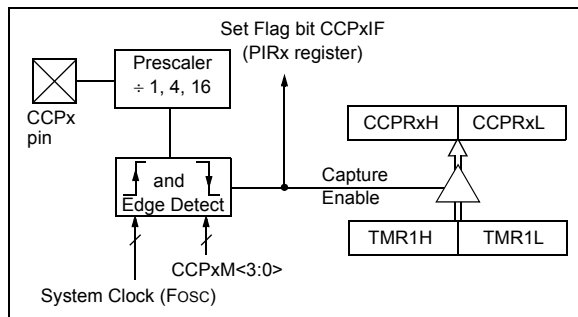 Set Flag bit CCPxIF
(PIRx register)
Prescaler
÷ 1, 4, 16
CCPx
pin
CCPRxH
CCPRxL
and
Edge Detect
Capture
Enable
TMR1H
TMR1L
CCPxM<3:0>
System Clock (FOSC)